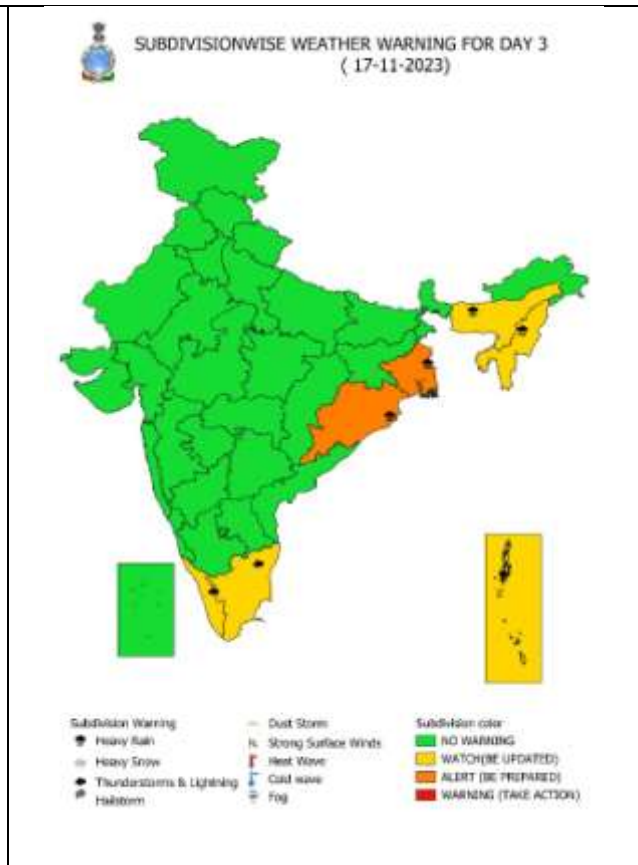 SUBDIVISIONWISE WEATHER WARNING FOR DAY 3
( 17-11-2023)
Subdivision Warning
Heavy Rain
Heavy Snow
Thunderstorms & Lightning
Hailstorm
Dust Storm
Strong Surface Winds
Heat Wave
Cold wave
Fog
Subdivision color
NO WARNING
WATCH(BE UPDATED)
ALERT (BE PREPARED)
WARNING (TAKE ACTION)